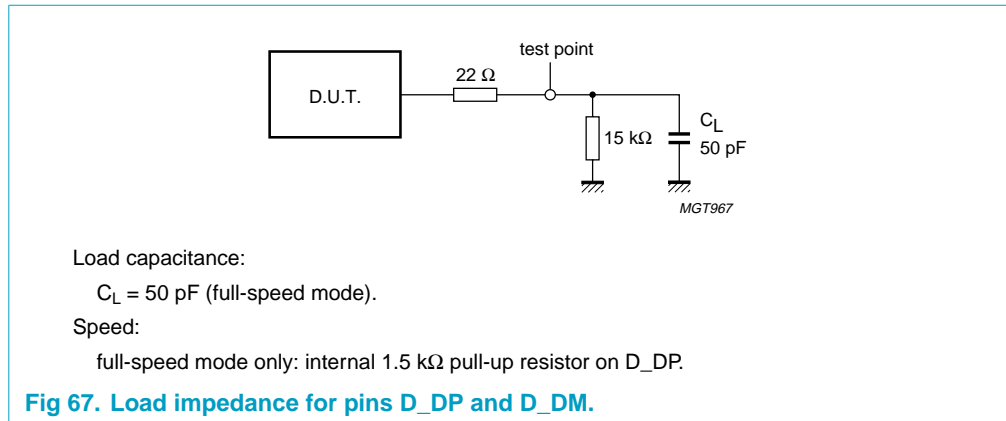 test point
22 Ω
D.U.T.
15 kΩ
CL
50 pF
MGT967
Load capacitance:
CL = 50 pF (full-speed mode).
Speed:
full-speed mode only: internal 1.5 kΩ pull-up resistor on D_DP.
Fig 67. Load impedance for pins D_DP and D_DM.